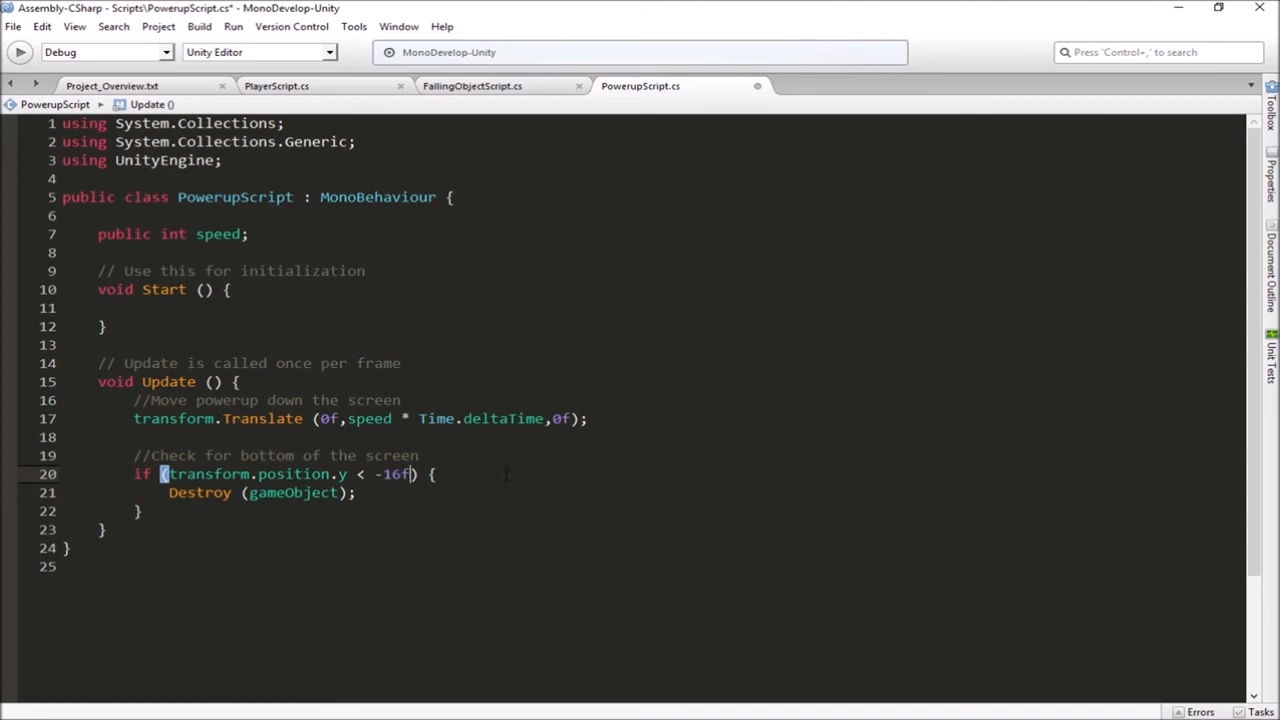 Assembly-CSharp - Scripts\PowerupScript.cs* - MonoDevelop-Unity
File Edit View Search Project Build Run Version Control Tools Window Help
Debug Unity Editor MonoDevelop-Unity Press 'Control+,' to search
Project_Overview.txt PlayerScript.cs FallingObjectScript.cs PowerupScript.cs
PowerupScript Update ()
1 using System.Collections;
2 using System.Collections.Generic;
3 using UnityEngine;
4
5 public class PowerupScript : MonoBehaviour {
6
7 public int speed;
8
9 // Use this for initialization
10 void Start () {
11
12 }
13
14 // Update is called once per frame
15 void Update () {
16 //Move powerup down the screen
17 transform.Translate (0f,speed * Time.deltaTime,0f);
18
19 //Check for bottom of the screen
20 if (transform.position.y < -16f) {
21 Destroy (gameObject);
22 }
23 }
24 }
25
Toolbox
Properties
Document Outline
Unit Tests
Errors Tasks